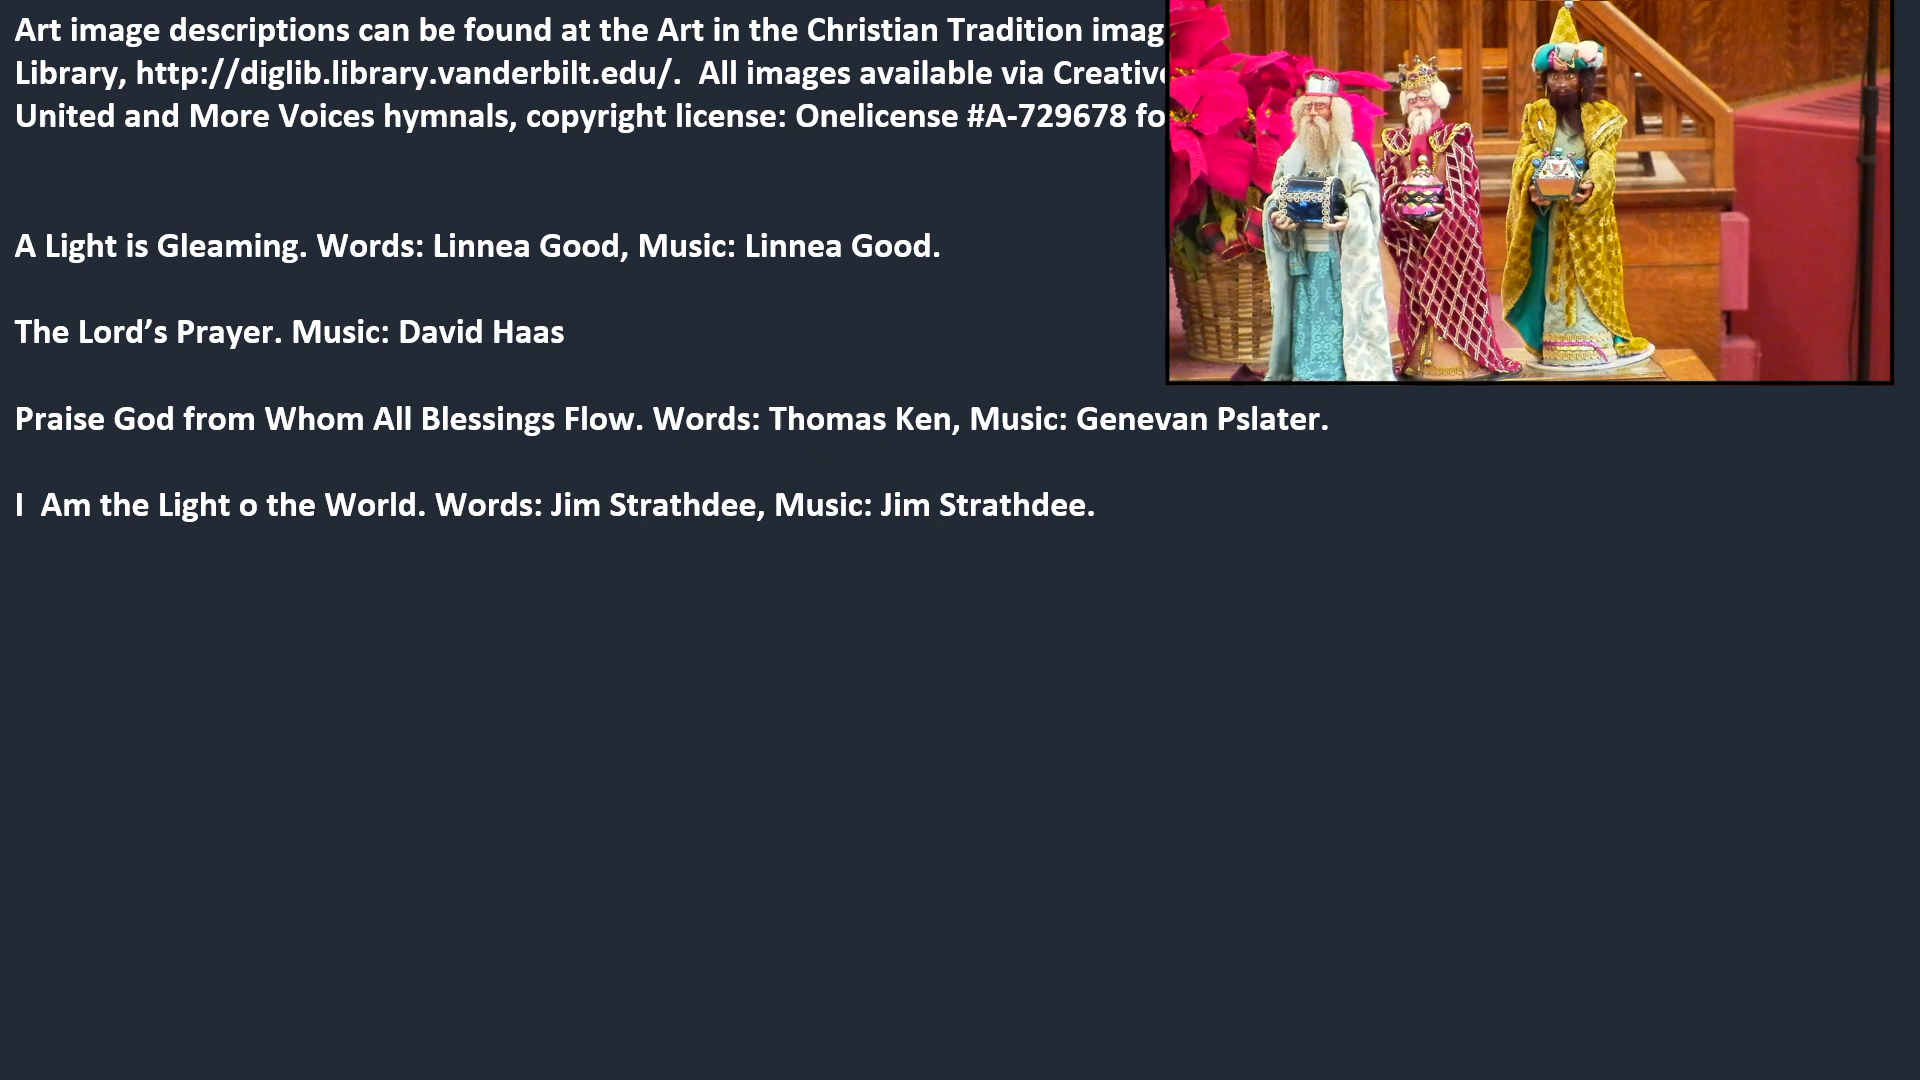 Art image descriptions can be found at the Art in the Christian Tradition imag
Library, http://diglib.library.vanderbilt.edu/.  All images available via Creative
United and More Voices hymnals, copyright license: Onelicense #A-729678 fo
A Light is Gleaming. Words: Linnea Good, Music: Linnea Good.
The Lord’s Prayer. Music: David Haas
Praise God from Whom All Blessings Flow. Words: Thomas Ken, Music: Genevan Pslater.
I  Am the Light o the World. Words: Jim Strathdee, Music: Jim Strathdee.